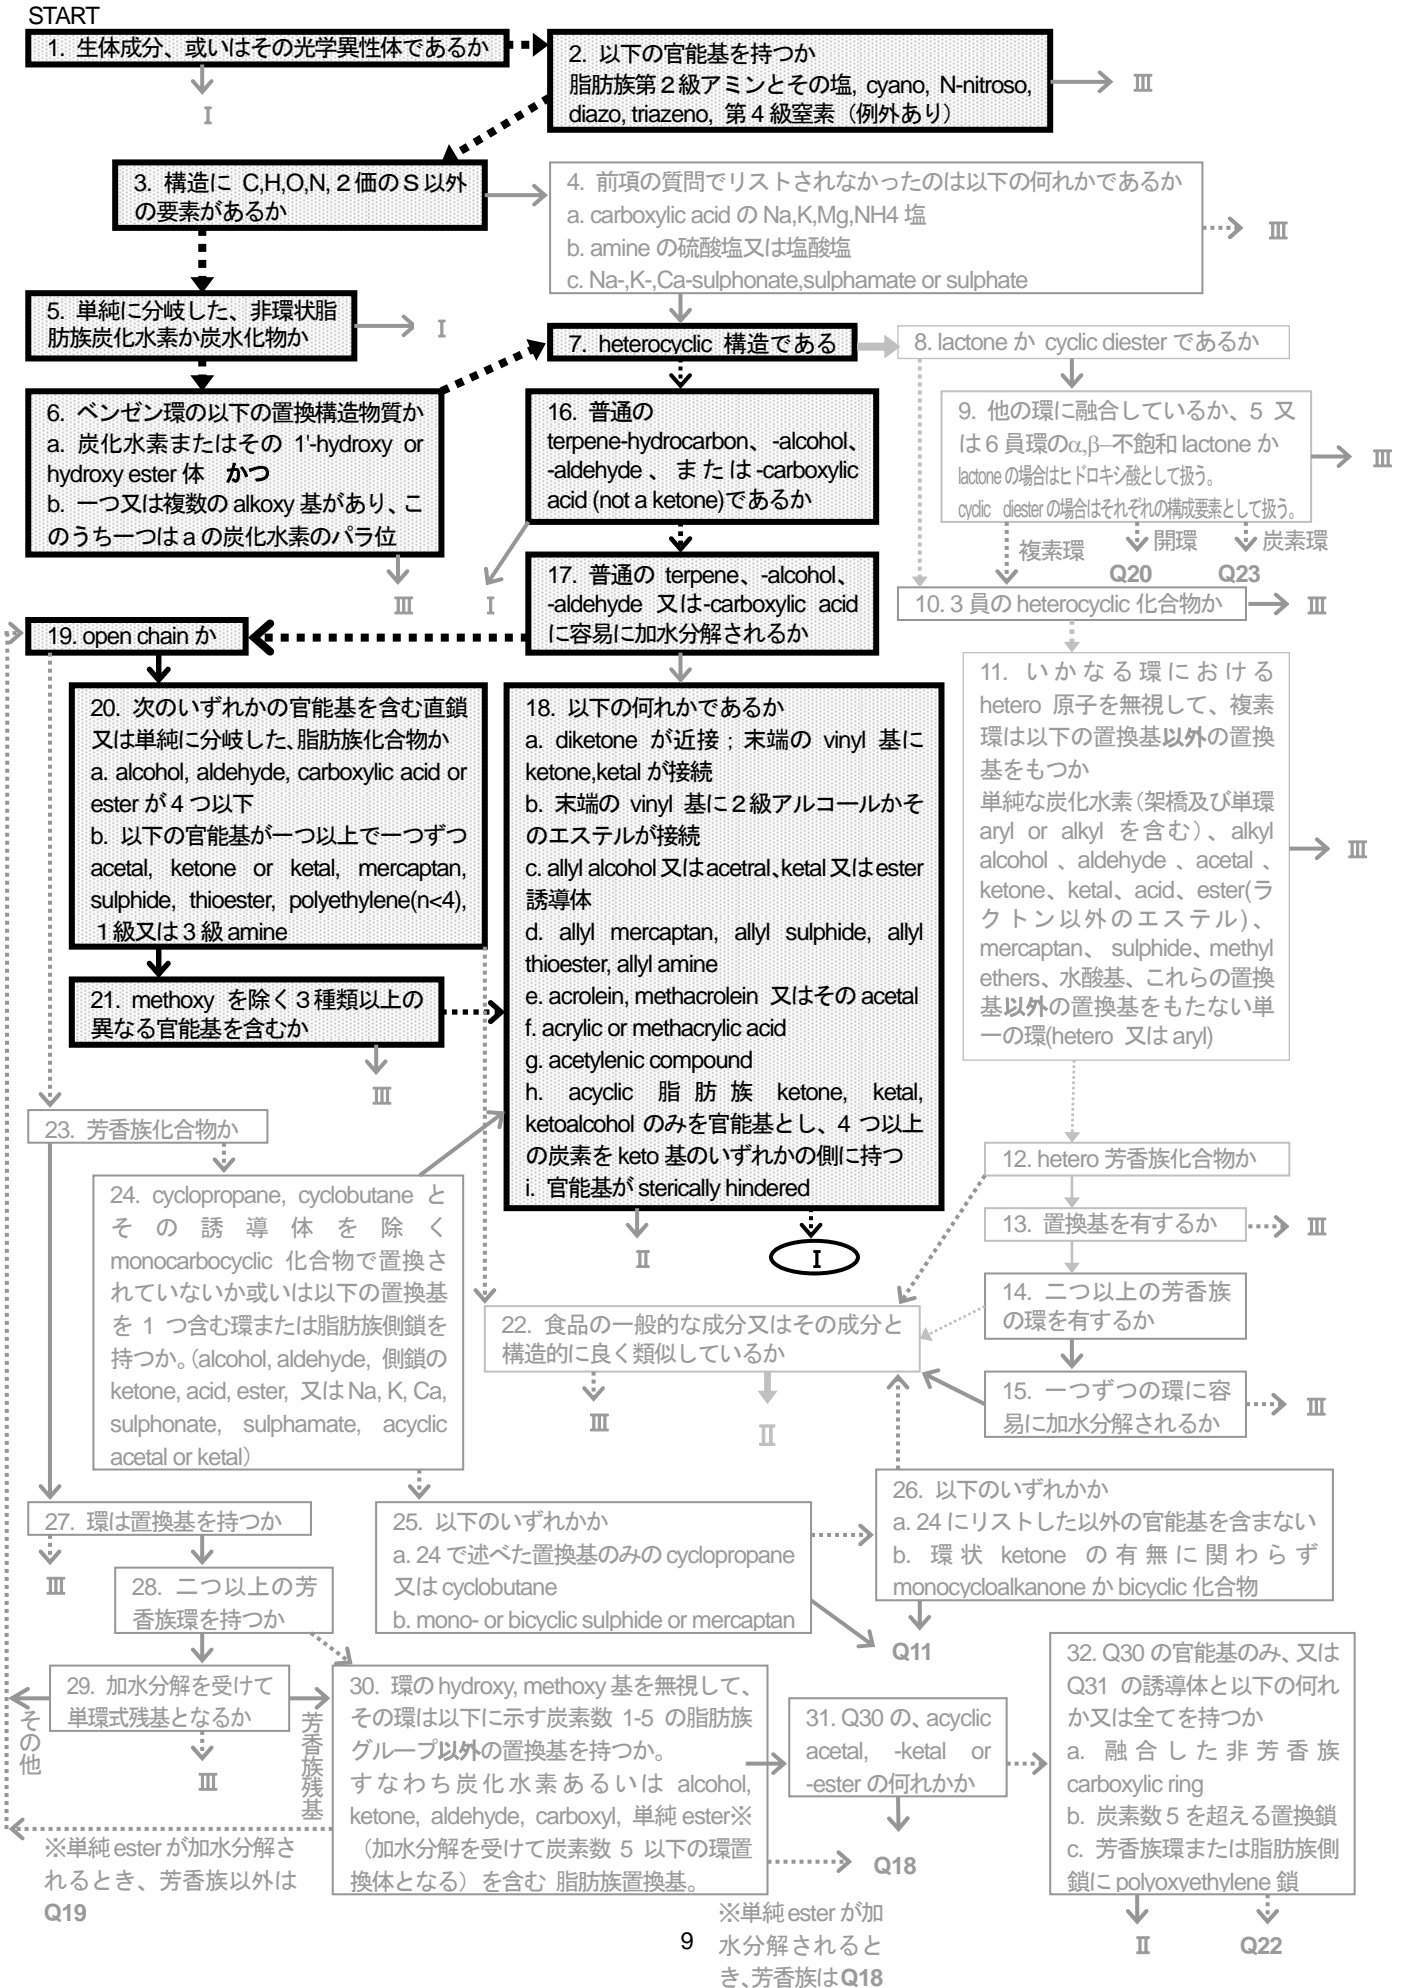 START
1. 生体成分、或いはその光学異性体であるか
I
2. 以下の官能基を持つか
脂肪族第２級アミンとその塩, cyano, N-nitroso,
diazo, triazeno, 第４級窒素（例外あり）
III
3. 構造に C,H,O,N,２価のＳ以外
の要素があるか
4. 前項の質問でリストされなかったのは以下の何れかであるか
a. carboxylic acid の Na,K,Mg,NH4 塩
b. amine の硫酸塩又は塩酸塩
c. Na-,K-,Ca-sulphonate,sulphamate or sulphate
III
5. 単純に分岐した、非環状脂
肪族炭化水素か炭水化物か
I
6. ベンゼン環の以下の置換構造物質か
a. 炭化水素またはその 1'-hydroxy or
hydroxy ester 体 かつ
b. 一つ又は複数の alkoxy 基があり、こ
のうち一つは a の炭化水素のパラ位
III
7. heterocyclic 構造である
8. lactone か cyclic diester であるか
9. 他の環に融合しているか、5 又
は 6 員環のα,β–不飽和 lactone か
lactone の場合はヒドロキシ酸として扱う。
cyclic diester の場合はそれぞれの構成要素として扱う。
III
複素環
開環
炭素環
Q20
Q23
10. 3 員の heterocyclic 化合物か
III
16. 普通の
terpene-hydrocarbon、-alcohol、
-aldehyde 、または-carboxylic
acid (not a ketone)であるか
I
17. 普通の terpene、-alcohol、
-aldehyde 又は-carboxylic acid
に容易に加水分解されるか
19. open chain か
20. 次のいずれかの官能基を含む直鎖
又は単純に分岐した、脂肪族化合物か
a. alcohol, aldehyde, carboxylic acid or
ester が４つ以下
b. 以下の官能基が一つ以上で一つずつ
acetal, ketone or ketal, mercaptan,
sulphide, thioester, polyethylene(n<4),
１級又は３級 amine
21. methoxy を除く３種類以上の
異なる官能基を含むか
III
18. 以下の何れかであるか
a. diketone が近接；末端の vinyl 基に
ketone,ketal が接続
b. 末端の vinyl 基に２級アルコールかそ
のエステルが接続
c. allyl alcohol 又は acetral、ketal 又は ester
誘導体
d. allyl mercaptan, allyl sulphide, allyl
thioester, allyl amine
e. acrolein, methacrolein 又はその acetal
f. acrylic or methacrylic acid
g. acetylenic compound
h. acyclic 脂肪族 ketone, ketal,
ketoalcohol のみを官能基とし、４つ以上
の炭素を keto 基のいずれかの側に持つ
i. 官能基が sterically hindered
II
I
11. いかなる環における
hetero 原子を無視して、複素
環は以下の置換基以外の置換
基をもつか
単純な炭化水素（架橋及び単環
aryl or alkyl を含む）、alkyl
alcohol 、aldehyde 、acetal 、
ketone、ketal、acid、ester(ラ
クトン以外のエステル)、
mercaptan、 sulphide、methyl
ethers、水酸基、これらの置換
基以外の置換基をもたない単
一の環(hetero 又は aryl)
III
12. hetero 芳香族化合物か
13. 置換基を有するか
III
14. 二つ以上の芳香族
の環を有するか
15. 一つずつの環に容
易に加水分解されるか
III
22. 食品の一般的な成分又はその成分と
構造的に良く類似しているか
III
II
23. 芳香族化合物か
24. cyclopropane, cyclobutane と
その誘導体を除く
monocarbocyclic 化合物で置換さ
れていないか或いは以下の置換基
を 1 つ含む環または脂肪族側鎖を
持つか。（alcohol, aldehyde, 側鎖の
ketone, acid, ester, 又は Na, K, Ca,
sulphonate, sulphamate, acyclic
acetal or ketal）
25. 以下のいずれかか
a. 24 で述べた置換基のみの cyclopropane
又は cyclobutane
b. mono- or bicyclic sulphide or mercaptan
26. 以下のいずれかか
a. 24 にリストした以外の官能基を含まない
b. 環状 ketone の有無に関わらず
monocycloalkanone か bicyclic 化合物
Q11
27. 環は置換基を持つか
III
28. 二つ以上の芳
香族環を持つか
29. 加水分解を受けて
単環式残基となるか
その他
芳香族残基
III
30. 環の hydroxy, methoxy 基を無視して、
その環は以下に示す炭素数 1-5 の脂肪族
グループ以外の置換基を持つか。
すなわち炭化水素あるいは alcohol,
ketone, aldehyde, carboxyl, 単純 ester※
（加水分解を受けて炭素数 5 以下の環置
換体となる）を含む 脂肪族置換基。
31. Q30 の、acyclic
acetal, -ketal or
-ester の何れかか
Q18
32. Q30 の官能基のみ、又は
Q31 の誘導体と以下の何れ
か又は全てを持つか
a. 融合した非芳香族
carboxylic ring
b. 炭素数 5 を超える置換鎖
c. 芳香族環または脂肪族側
鎖に polyoxyethylene 鎖
II
Q22
※単純 ester が加水分解さ
れるとき、芳香族以外は
Q19
※単純 ester が加
水分解されると
き、芳香族は Q18
9